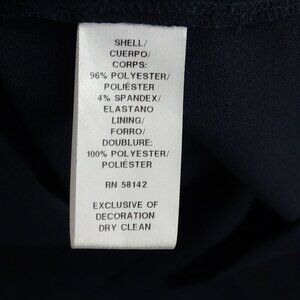 SHELL/
CUERPO/
CORPS:
96% POLYESTER/
POLIÉSTER
4% SPANDEX/
ELASTANO
LINING/
FORRO/
DOUBLURE:
100% POLYESTER/
POLIÉSTER
RN 58142
EXCLUSIVE OF
DECORATION
DRY CLEAN